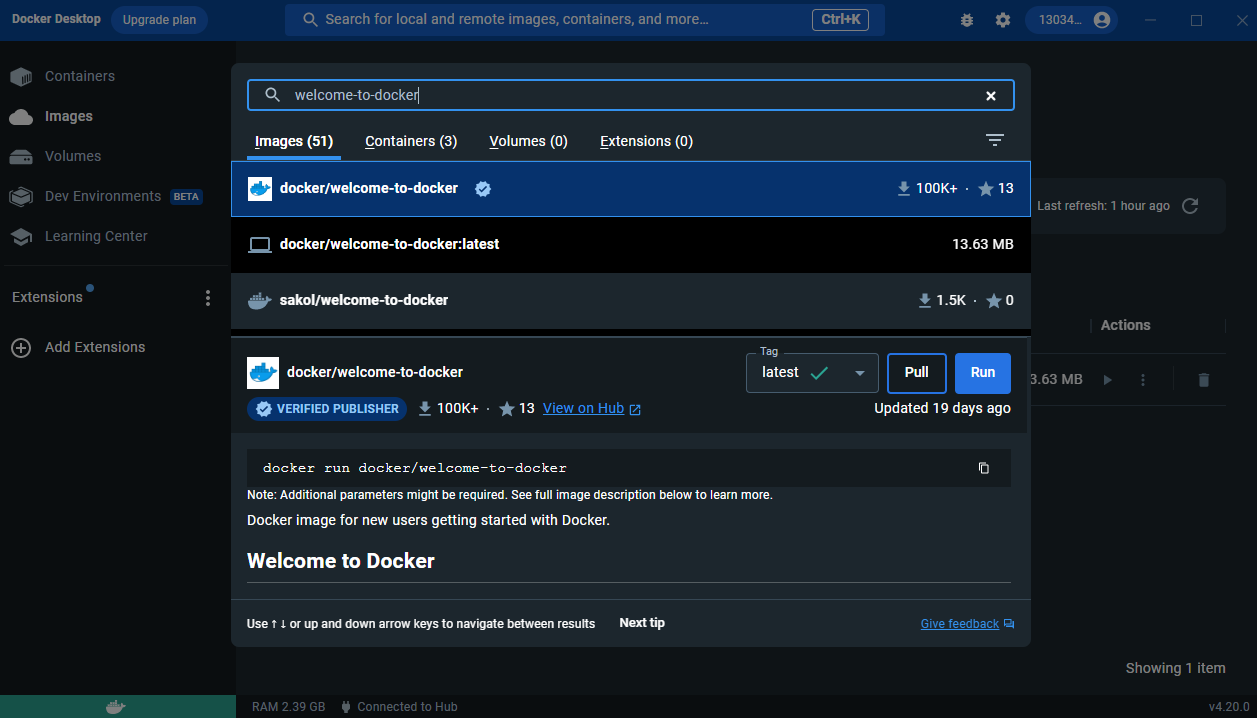 Docker Desktop Upgrade plan Search for local and remote images, containers, and more... Ctrl+K 13034...
Containers
Images
Volumes
Dev Environments BETA
Learning Center
Extensions
Add Extensions
welcome-to-docker
Images (51) Containers (3) Volumes (0) Extensions (0)
docker/welcome-to-docker 100K+ · 13
docker/welcome-to-docker:latest 13.63 MB
sakol/welcome-to-docker 1.5K · 0
Tag
docker/welcome-to-docker latest Pull Run
VERIFIED PUBLISHER 100K+ · 13 View on Hub Updated 19 days ago
docker run docker/welcome-to-docker
Note: Additional parameters might be required. See full image description below to learn more.
Docker image for new users getting started with Docker.
Welcome to Docker
Use ↑ ↓ or up and down arrow keys to navigate between results Next tip Give feedback
Last refresh: 1 hour ago
Actions
3.63 MB
Showing 1 item
RAM 2.39 GB Connected to Hub v4.20.0